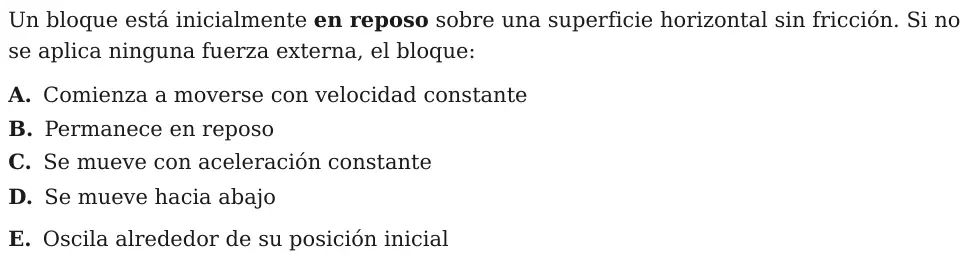 Un bloque está inicialmente en reposo sobre una superficie horizontal sin fricción. Si no
se aplica ninguna fuerza externa, el bloque:
A. Comienza a moverse con velocidad constante
B. Permanece en reposo
C. Se mueve con aceleración constante
D. Se mueve hacia abajo
E. Oscila alrededor de su posición inicial